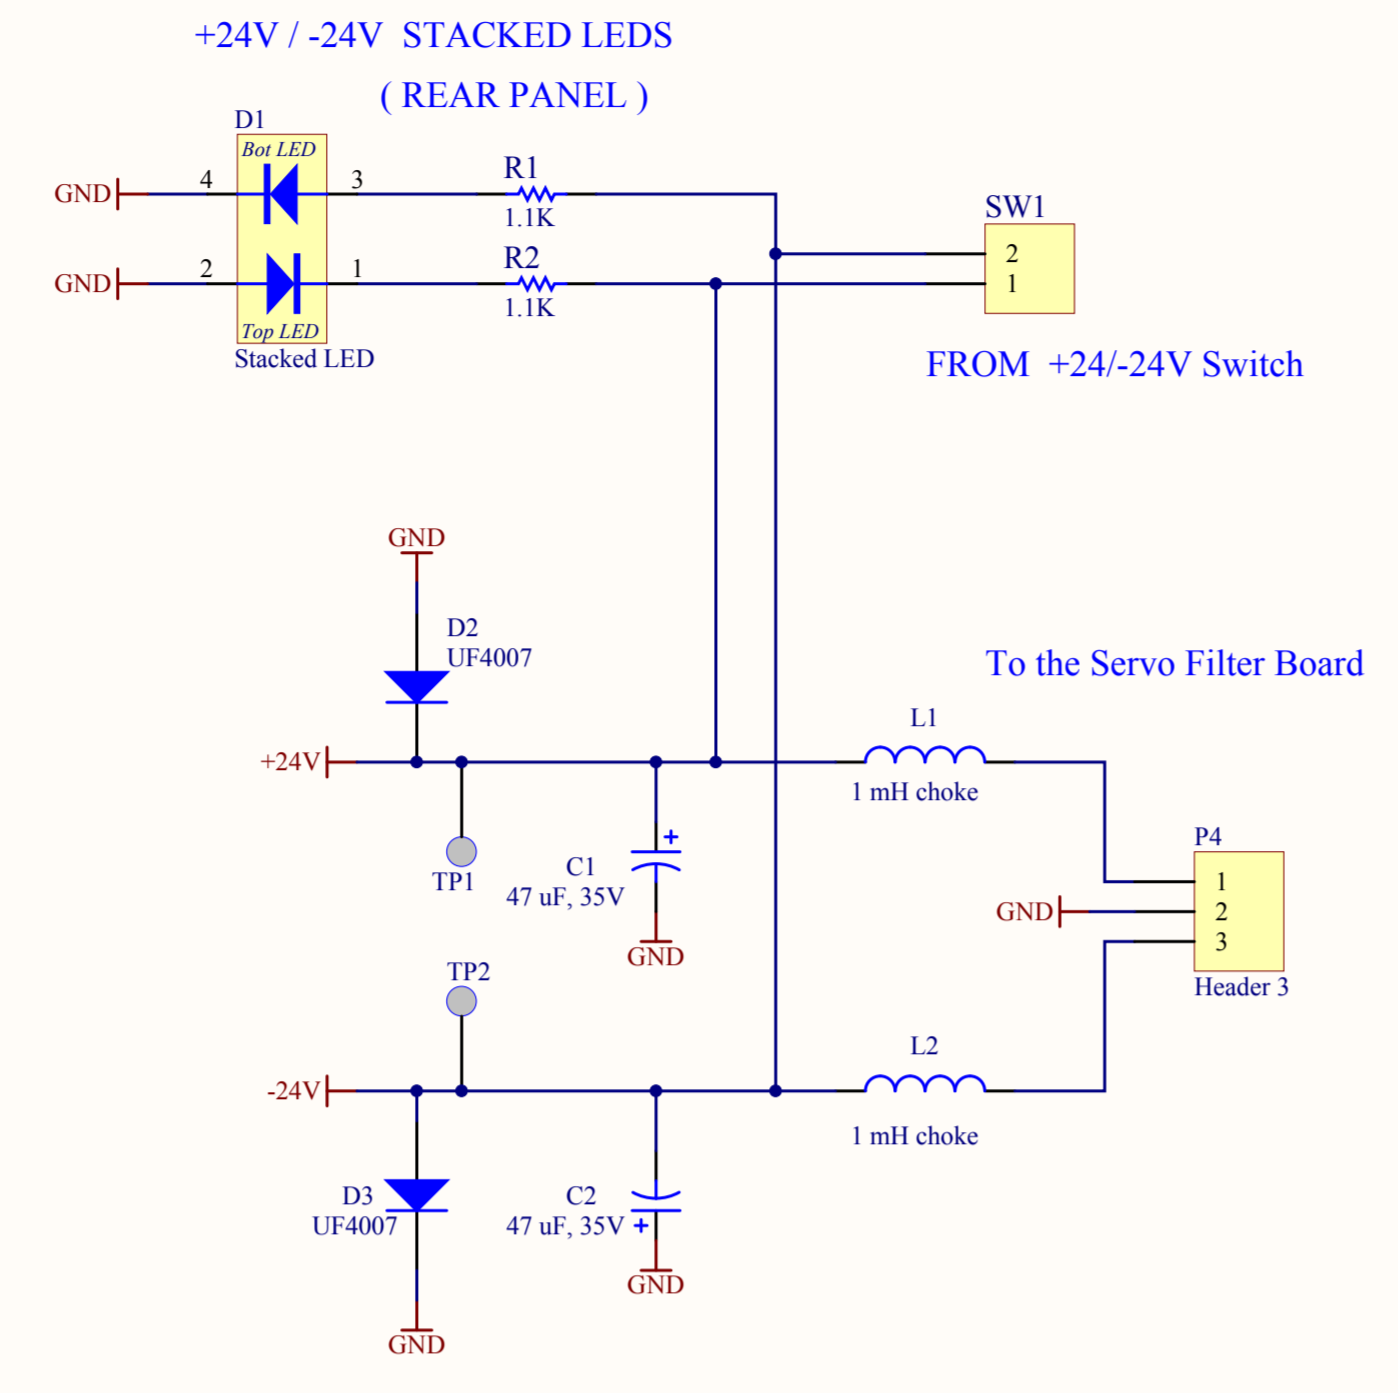 +24V / -24V  STACKED LEDS
( REAR PANEL )
D1
Bot LED
GND
4
3
R1
1.1K
GND
2
1
R2
1.1K
Top LED
Stacked LED
SW1
2
1
FROM  +24/-24V Switch
GND
D2
UF4007
To the Servo Filter Board
+24V
L1
1 mH choke
TP1
+
C1
47 uF, 35V
GND
P4
1
GND
2
3
Header 3
TP2
-24V
L2
1 mH choke
D3
UF4007
C2
47 uF, 35V
+
GND
GND